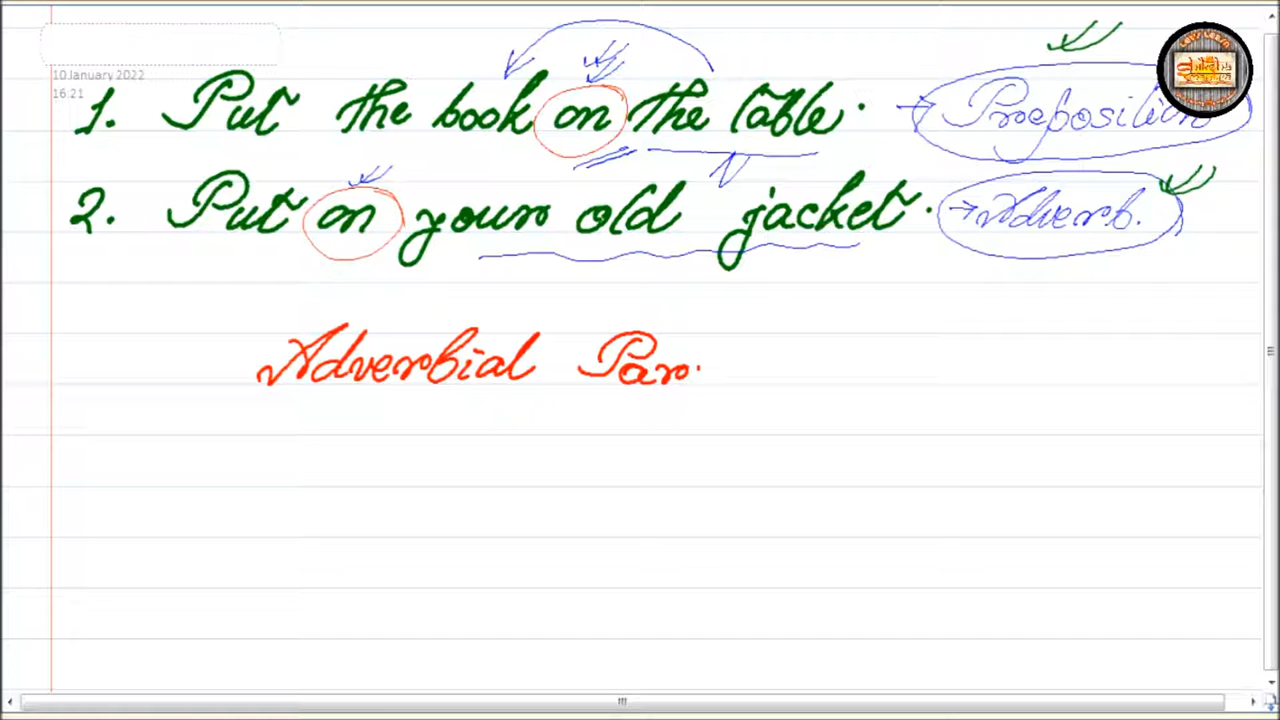 10 January 2022
16:21
1. Put the book on the table. → Preposition
N
2. Put on your old jacket. → Adverb.
Adverbial Par